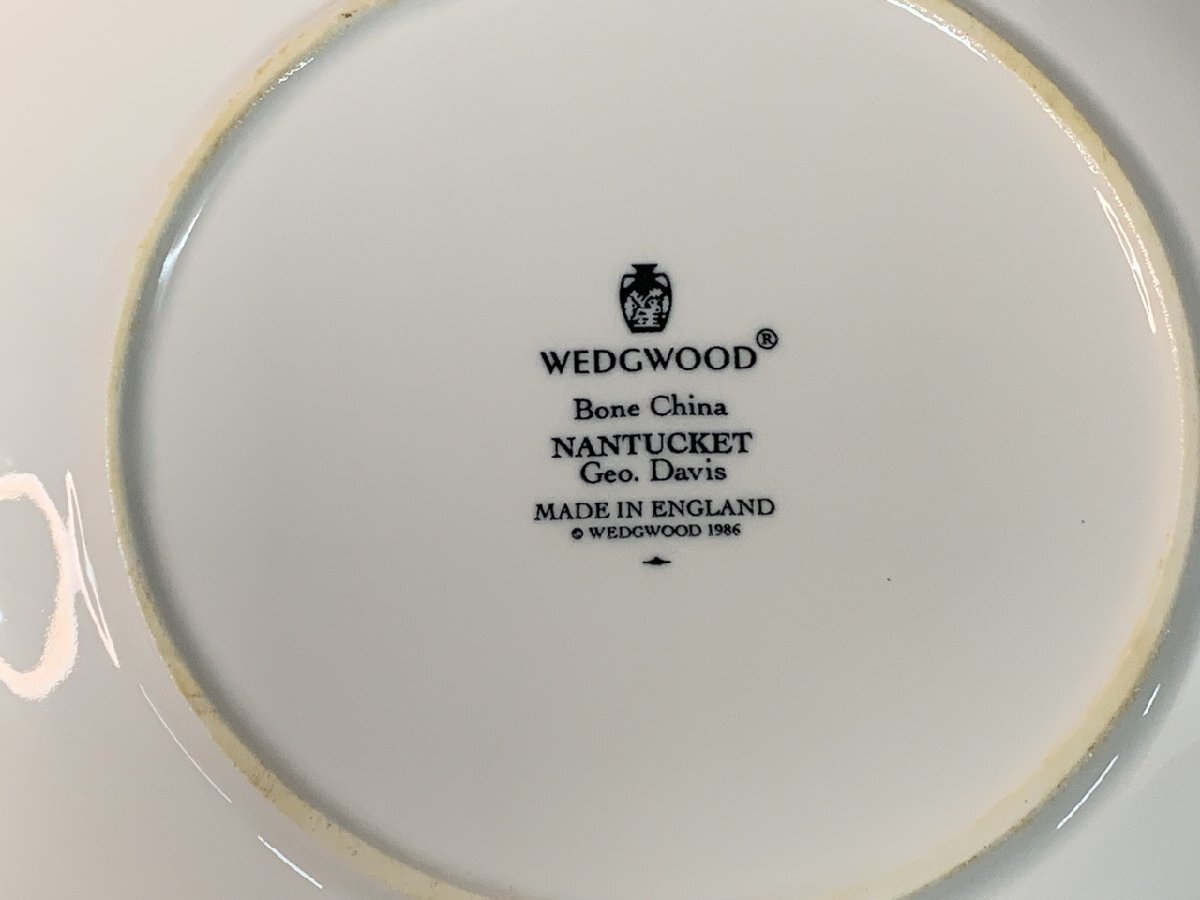 WEDGWOOD®
Bone China
NANTUCKET
Geo. Davis
MADE IN ENGLAND
© WEDGWOOD 1986